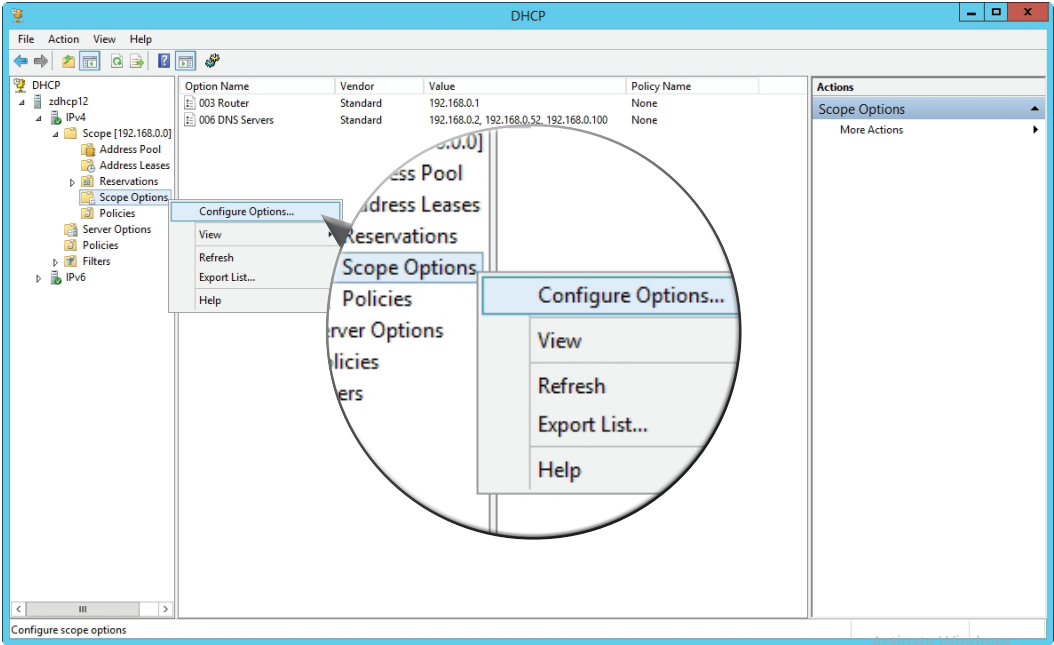 DHCP
File Action View Help
DHCP
zdhcp12
IPv4
Scope [192.168.0.0]
Address Pool
Address Leases
Reservations
Scope Options
Policies
Server Options
Policies
Filters
IPv6
Option Name Vendor Value Policy Name
003 Router Standard 192.168.0.1 None
006 DNS Servers Standard 192.168.0.2, 192.168.0.52, 192.168.0.100 None
Configure Options...
View
Refresh
Export List...
Help
.0.0]
ess Pool
dress Leases
Reservations
Scope Options
Policies
rver Options
licies
ers
Configure Options...
View
Refresh
Export List...
Help
Actions
Scope Options
More Actions
Configure scope options